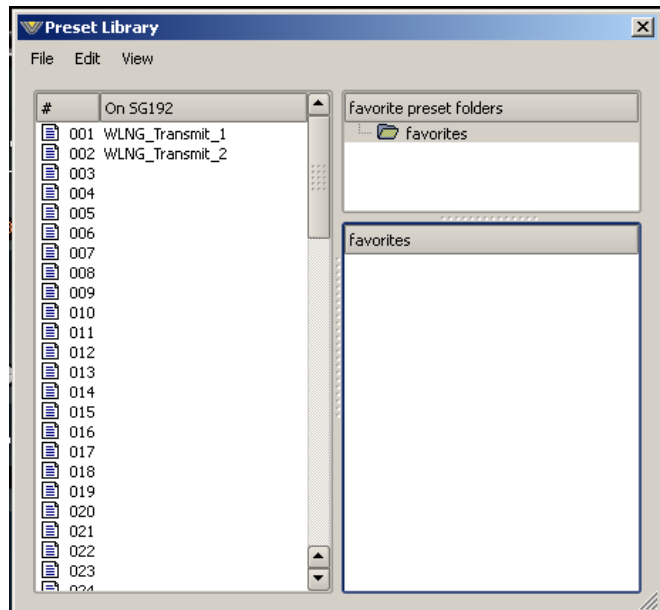 Preset Library
File Edit View
# On SG192
001 WLNG_Transmit_1
002 WLNG_Transmit_2
003
004
005
006
007
008
009
010
011
012
013
014
015
016
017
018
019
020
021
022
023
024
favorite preset folders
favorites
favorites